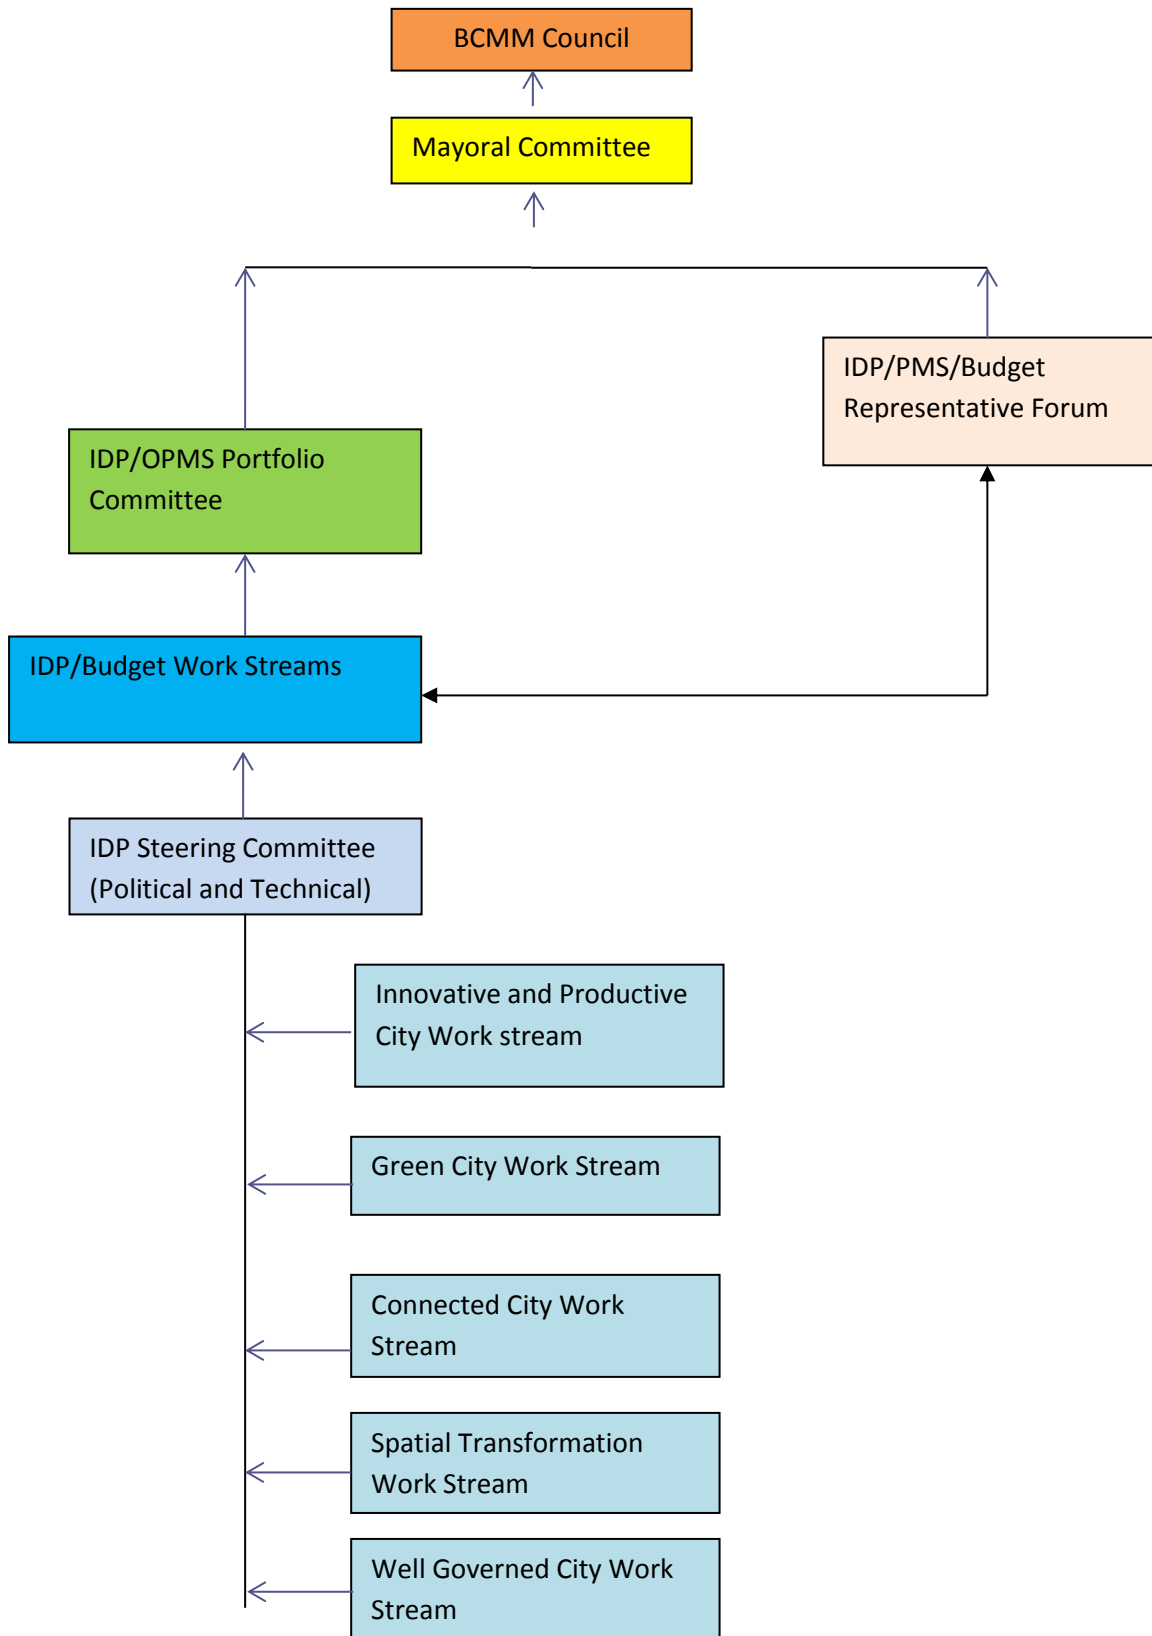 BCMM Council
Mayoral Committee
IDP/PMS/Budget
Representative Forum
IDP/OPMS Portfolio
Committee
IDP/Budget Work Streams
IDP Steering Committee
(Political and Technical)
Innovative and Productive
City Work stream
Green City Work Stream
Connected City Work
Stream
Spatial Transformation
Work Stream
Well Governed City Work
Stream